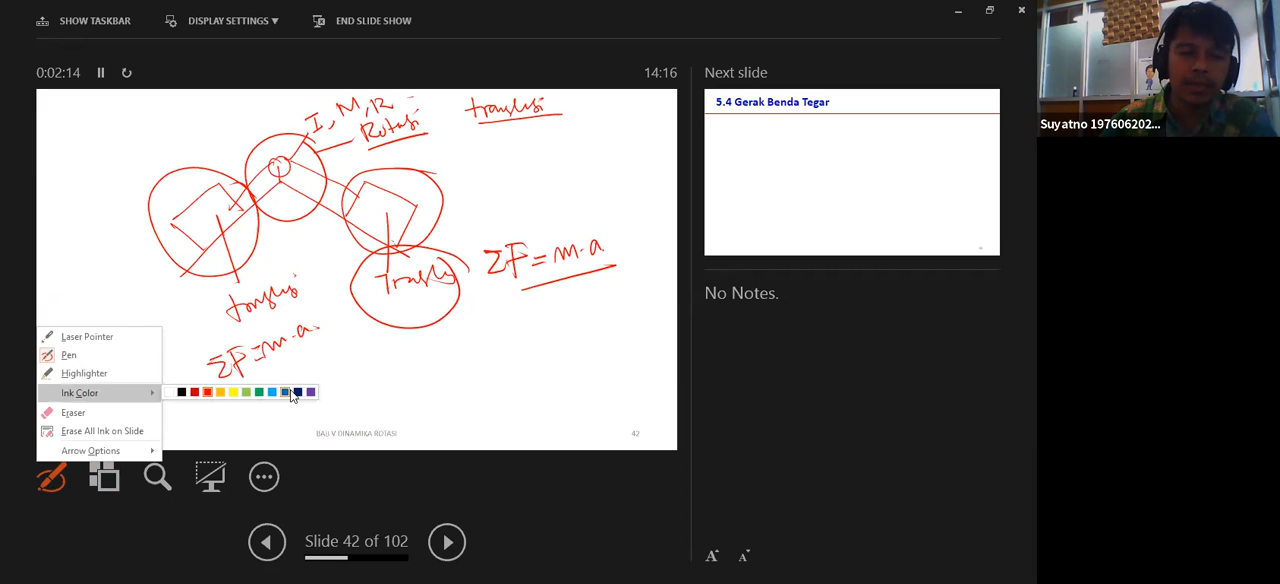 SHOW TASKBAR
DISPLAY SETTINGS ▼
END SLIDE SHOW
0:02:14
14:16
Next slide
I, M, R
Rotasi
translasi
ΣF = m.a
translasi
ΣF = m.a
BAB V DINAMIKA ROTASI
42
Laser Pointer
Pen
Highlighter
Ink Color
Eraser
Erase All Ink on Slide
Arrow Options
Slide 42 of 102
5.4 Gerak Benda Tegar
No Notes.
A A
Suyatno 197606202...